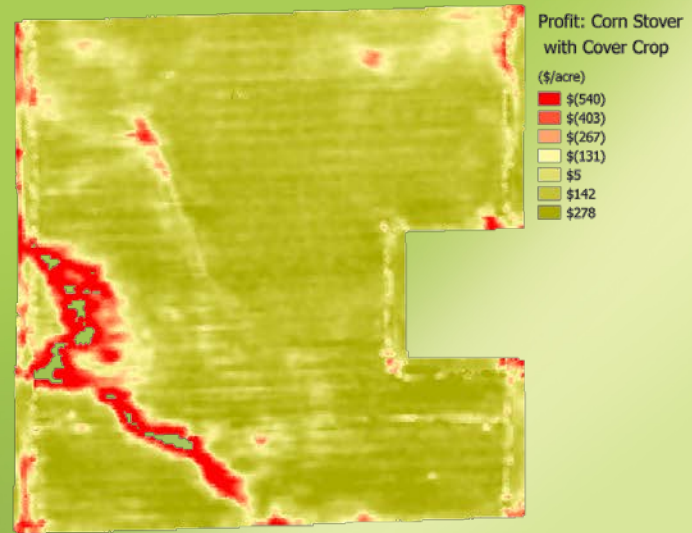 Profit: Corn Stover
with Cover Crop
($/acre)
$(540)
$(403)
$(267)
$(131)
$5
$142
$278